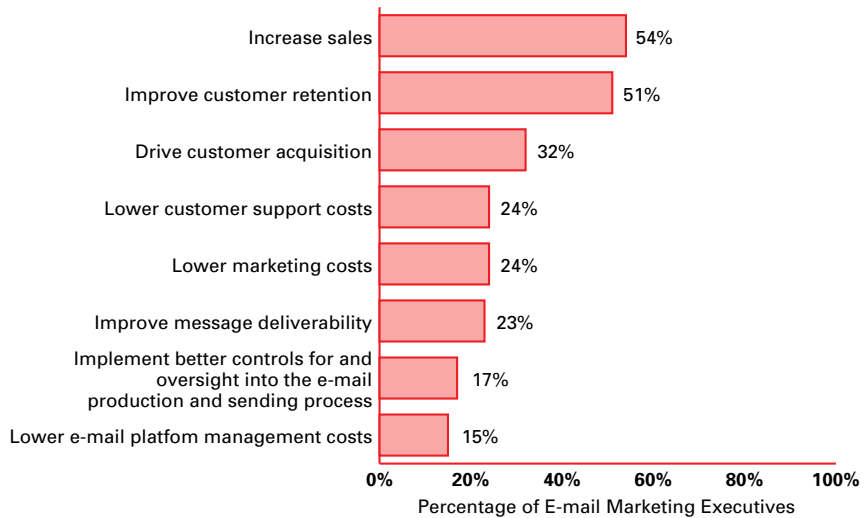 Increase sales 54%
Improve customer retention 51%
Drive customer acquisition 32%
Lower customer support costs 24%
Lower marketing costs 24%
Improve message deliverability 23%
Implement better controls for and
oversight into the e-mail 17%
production and sending process
Lower e-mail platfom management costs 15%
0% 20% 40% 60% 80% 100%
Percentage of E-mail Marketing Executives